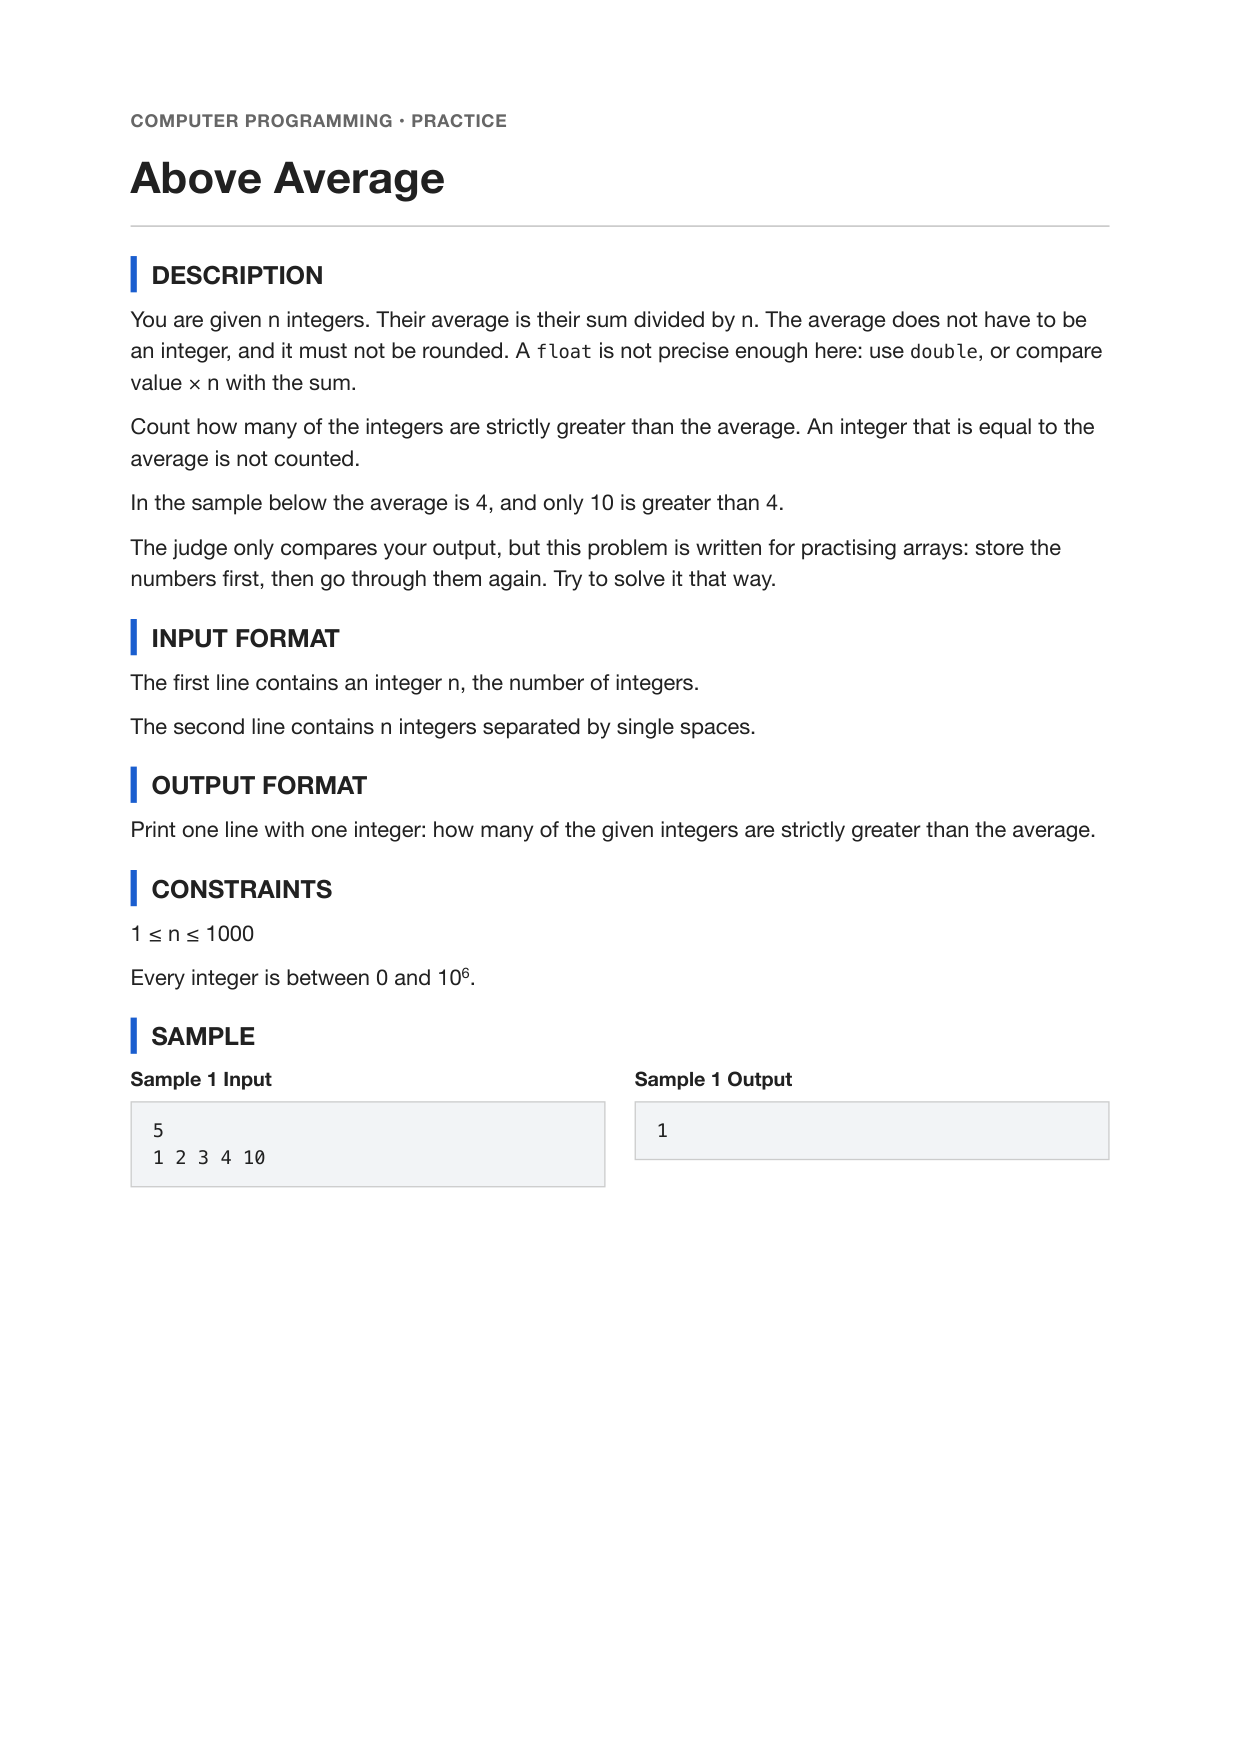 COMPUTER PROGRAMMING • PRACTICE
Above Average
DESCRIPTION
You are given n integers. Their average is their sum divided by n. The average does not have to be
an integer, and it must not be rounded. A float is not precise enough here: use double, or compare
value × n with the sum.
Count how many of the integers are strictly greater than the average. An integer that is equal to the
average is not counted.
In the sample below the average is 4, and only 10 is greater than 4.
The judge only compares your output, but this problem is written for practising arrays: store the
numbers first, then go through them again. Try to solve it that way.
INPUT FORMAT
The first line contains an integer n, the number of integers.
The second line contains n integers separated by single spaces.
OUTPUT FORMAT
Print one line with one integer: how many of the given integers are strictly greater than the average.
CONSTRAINTS
1 ≤ n ≤ 1000
Every integer is between 0 and 10⁶.
SAMPLE
Sample 1 Input
5
1 2 3 4 10
Sample 1 Output
1